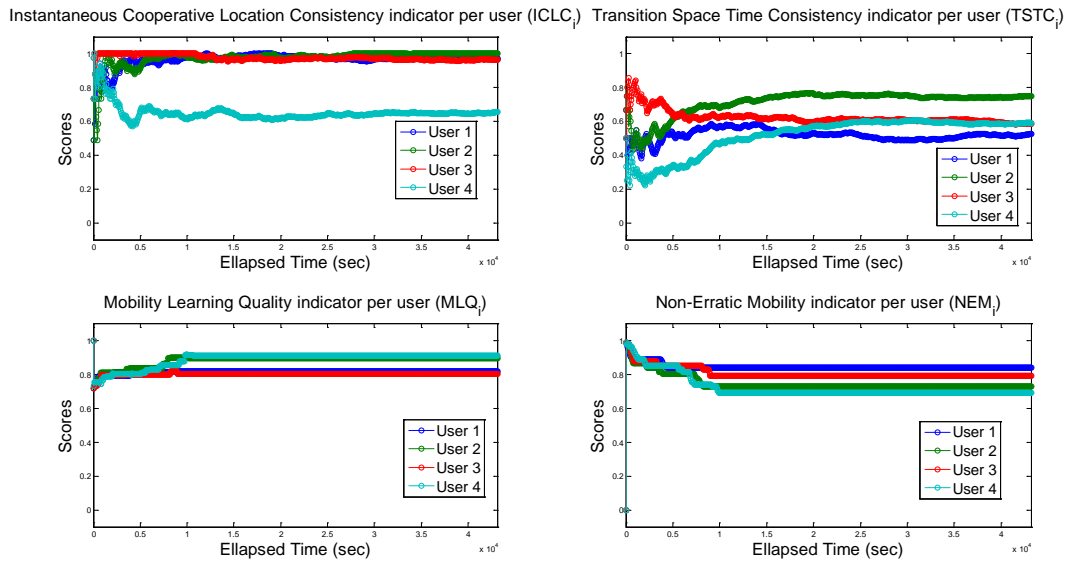 Instantaneous Cooperative Location Consistency indicator per user (ICLCi)
1
0.8
0.6
0.4
0.2
0
Scores
User 1
User 2
User 3
User 4
0 0.5 1 1.5 2 2.5 3 3.5 4
x 10^4
Ellapsed Time (sec)
Transition Space Time Consistency indicator per user (TSTCi)
1
0.8
0.6
0.4
0.2
0
Scores
User 1
User 2
User 3
User 4
0 0.5 1 1.5 2 2.5 3 3.5 4
x 10^4
Ellapsed Time (sec)
Mobility Learning Quality indicator per user (MLQi)
1
0.8
0.6
0.4
0.2
0
Scores
User 1
User 2
User 3
User 4
0 0.5 1 1.5 2 2.5 3 3.5 4
x 10^4
Ellapsed Time (sec)
Non-Erratic Mobility indicator per user (NEMi)
1
0.8
0.6
0.4
0.2
0
Scores
User 1
User 2
User 3
User 4
0 0.5 1 1.5 2 2.5 3 3.5 4
x 10^4
Ellapsed Time (sec)